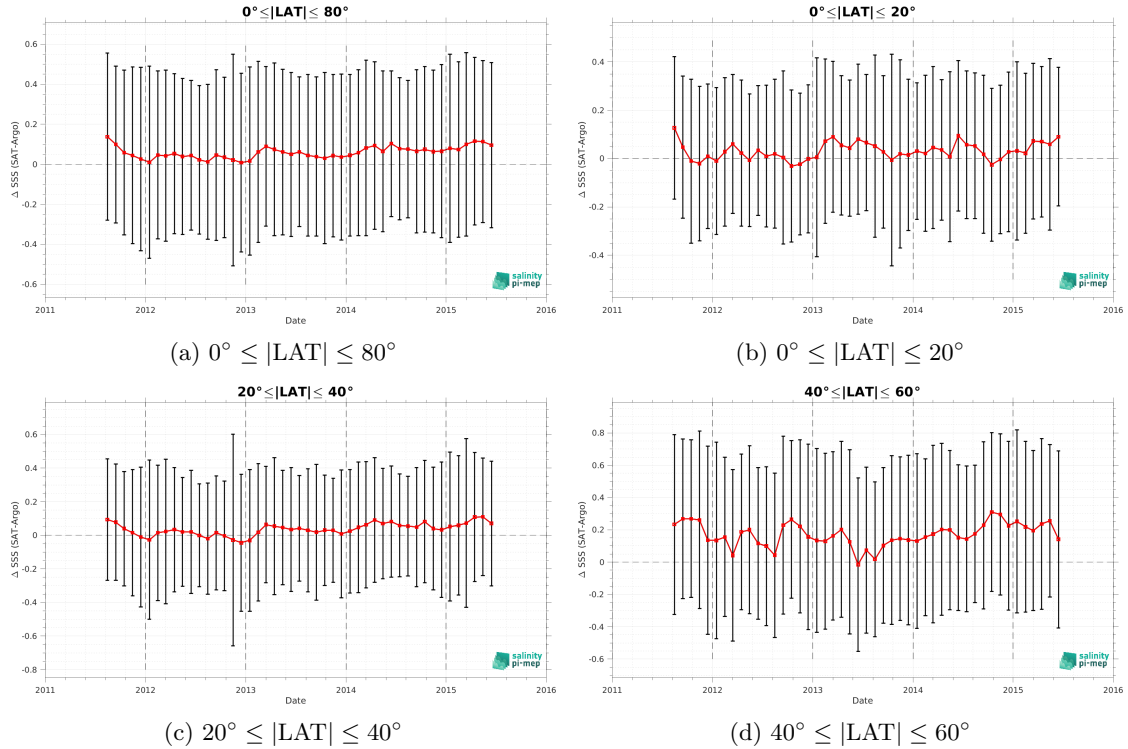 0°≤|LAT|≤ 80°
Δ SSS (SAT-Argo)
0.6
0.4
0.2
0
-0.2
-0.4
-0.6
2011
2012
2013
2014
2015
2016
Date
salinity
pi-mep
(a) 0° ≤ |LAT| ≤ 80°
0°≤|LAT|≤ 20°
Δ SSS (SAT-Argo)
0.4
0.2
0
-0.2
-0.4
2011
2012
2013
2014
2015
2016
Date
salinity
pi-mep
(b) 0° ≤ |LAT| ≤ 20°
20°≤|LAT|≤ 40°
Δ SSS (SAT-Argo)
0.6
0.4
0.2
0
-0.2
-0.4
-0.6
-0.8
2011
2012
2013
2014
2015
2016
Date
salinity
pi-mep
(c) 20° ≤ |LAT| ≤ 40°
40°≤|LAT|≤ 60°
Δ SSS (SAT-Argo)
0.8
0.6
0.4
0.2
0
-0.2
-0.4
-0.6
2011
2012
2013
2014
2015
2016
Date
salinity
pi-mep
(d) 40° ≤ |LAT| ≤ 60°